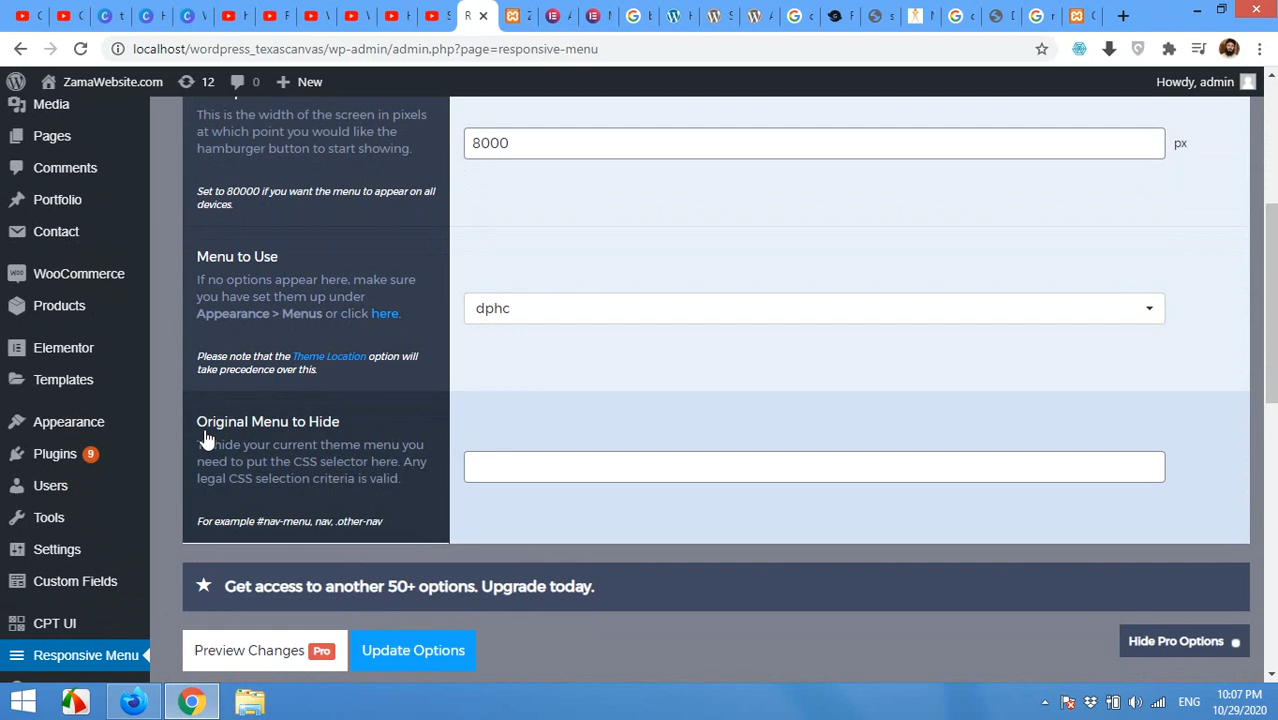 localhost/wordpress_texascanvas/wp-admin/admin.php?page=responsive-menu
ZamaWebsite.com 12 0 New Howdy, admin
Media
Pages
Comments
Portfolio
Contact
WooCommerce
Products
Elementor
Templates
Appearance
Plugins 9
Users
Tools
Settings
Custom Fields
CPT UI
Responsive Menu
This is the width of the screen in pixels
at which point you would like the
hamburger button to start showing.
Set to 80000 if you want the menu to appear on all
devices.
8000 px
Menu to Use
If no options appear here, make sure
you have set them up under
Appearance > Menus or click here.
Please note that the Theme Location option will
take precedence over this.
dphc
Original Menu to Hide
hide your current theme menu you
need to put the CSS selector here. Any
legal CSS selection criteria is valid.
For example #nav-menu, nav, .other-nav
Get access to another 50+ options. Upgrade today.
Preview Changes Pro Update Options
Hide Pro Options
ENG
10:07 PM
10/29/2020